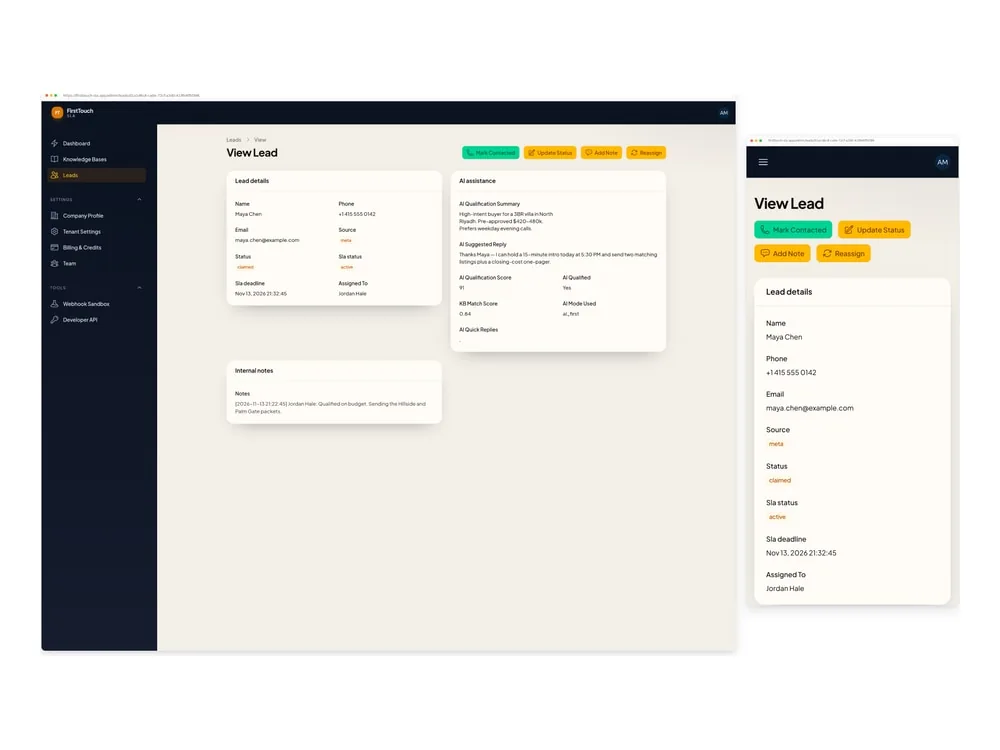 FirstTouch
SLA
AM
Dashboard
Knowledge Bases
Leads
SETTINGS
Company Profile
Tenant Settings
Billing & Credits
Team
TOOLS
Webhook Sandbox
Developer API
Leads > View
View Lead
Mark Contacted
Update Status
Add Note
Reassign
Lead details
Name
Maya Chen
Phone
+1 415 555 0142
Email
maya.chen@example.com
Source
meta
Status
claimed
Sla status
active
Sla deadline
Nov 13, 2026 21:32:45
Assigned To
Jordan Hale
AI assistance
AI Qualification Summary
High-intent buyer for a 3BR villa in North
Riyadh. Pre-approved $420–480k.
Prefers weekday evening calls.
AI Suggested Reply
Thanks Maya — I can hold a 15-minute intro today at 5:30 PM and send two matching
listings plus a closing-cost one-pager.
AI Qualification Score
91
AI Qualified
Yes
KB Match Score
0.84
AI Mode Used
ai_first
AI Quick Replies
Internal notes
Notes
[2026-11-13 21:22:45] Jordan Hale: Qualified on budget. Sending the Hillside and
Palm Gate packets.
AM
View Lead
Mark Contacted
Update Status
Add Note
Reassign
Lead details
Name
Maya Chen
Phone
+1 415 555 0142
Email
maya.chen@example.com
Source
meta
Status
claimed
Sla status
active
Sla deadline
Nov 13, 2026 21:32:45
Assigned To
Jordan Hale